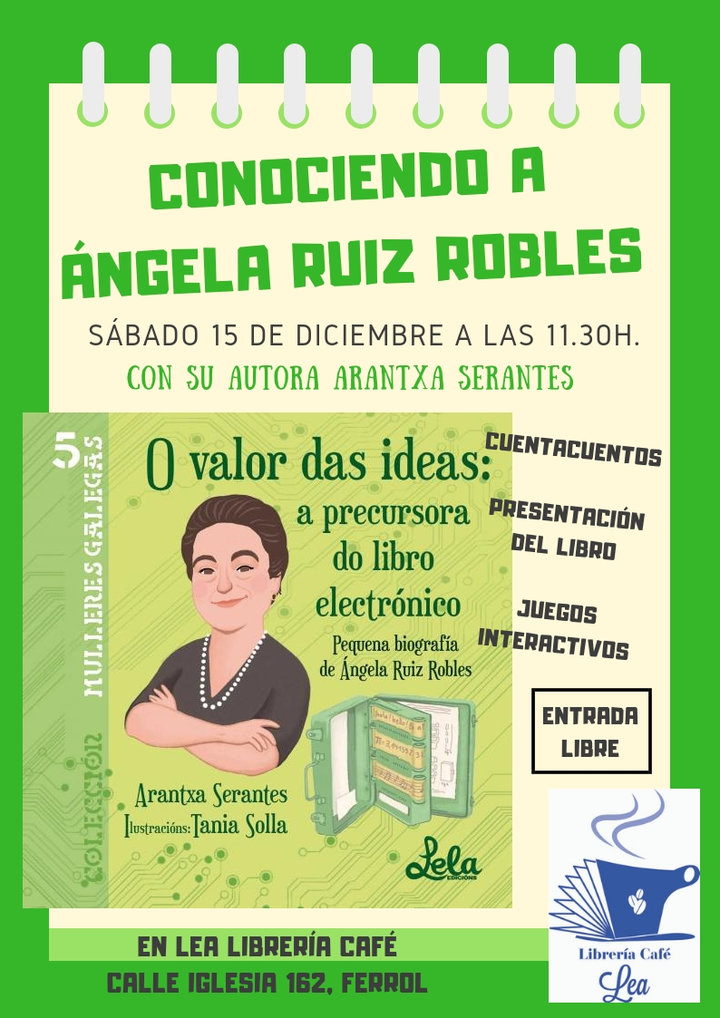 CONOCIENDO A
ÁNGELA RUIZ ROBLES
SÁBADO 15 DE DICIEMBRE A LAS 11.30H.
CON SU AUTORA ARANTXA SERANTES
5
COLECCIÓN MULLERES GALEGAS
O valor das ideas:
a precursora
do libro
electrónico
Pequena biografía
de Ángela Ruiz Robles
Arantxa Serantes
Ilustracións: Tania Solla
Lela
EDICIÓNS
CUENTACUENTOS
PRESENTACIÓN
DEL LIBRO
JUEGOS
INTERACTIVOS
ENTRADA
LIBRE
Librería Café
Lea
EN LEA LIBRERÍA CAFÉ
CALLE IGLESIA 162, FERROL